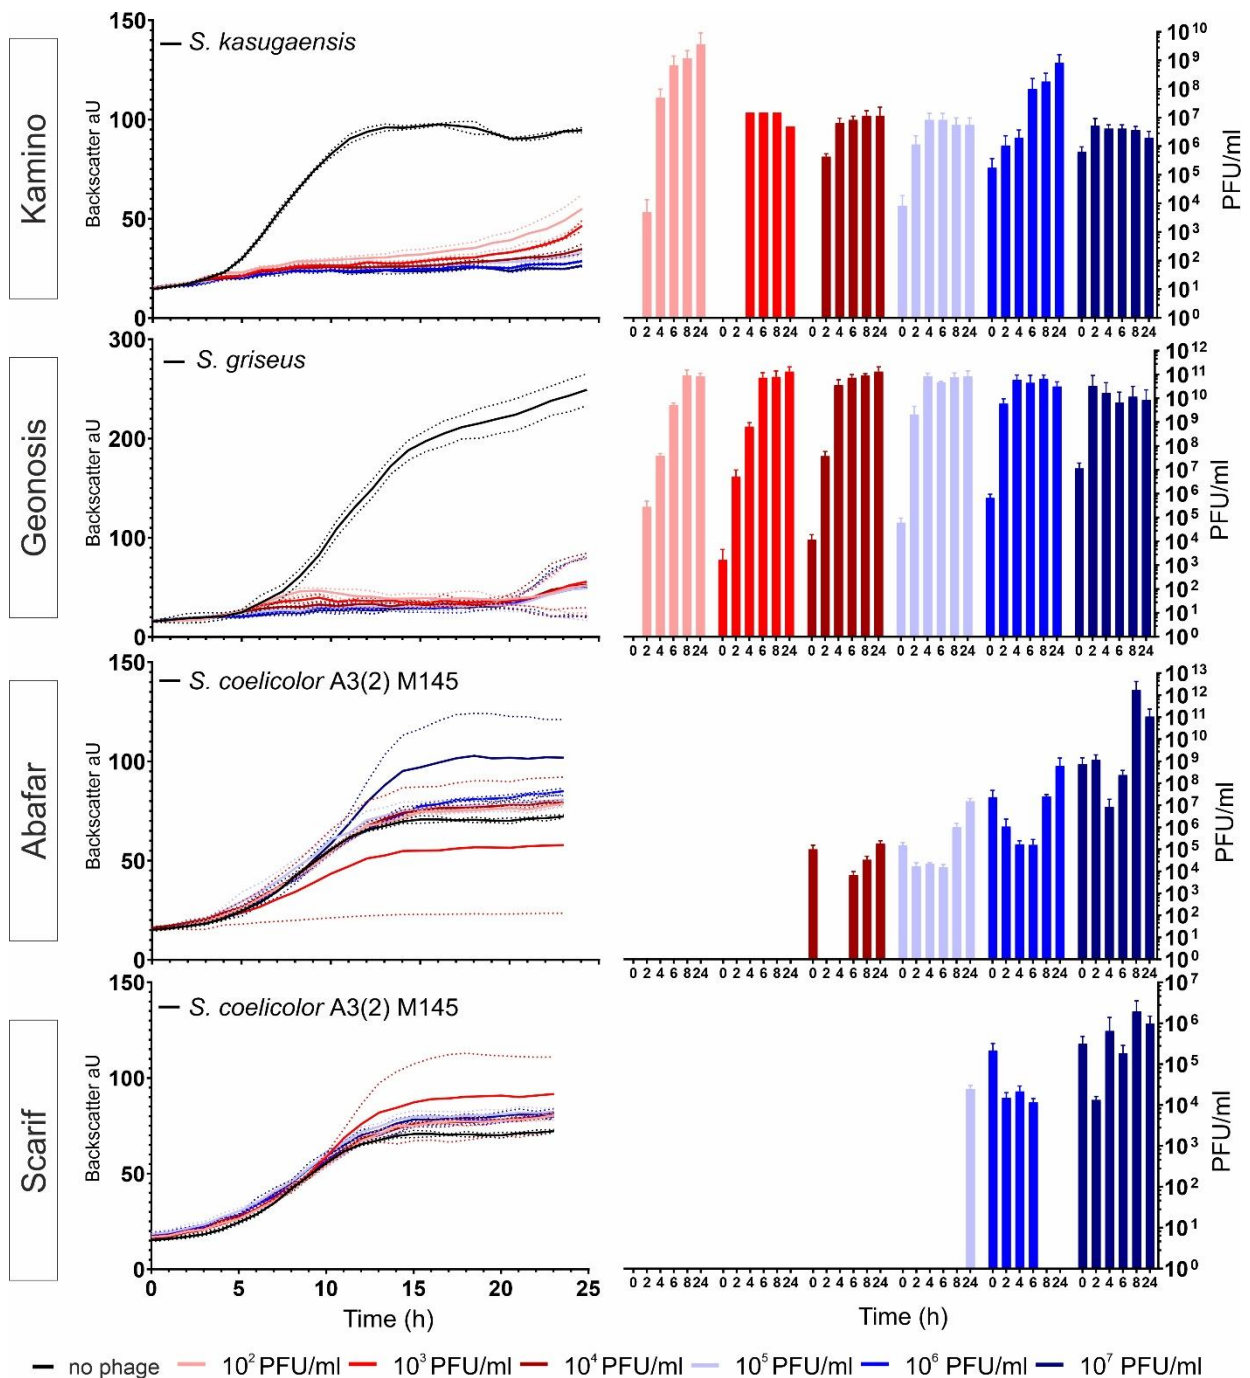 Kamino
Backscatter aU
150
100
50
0
S. kasugaensis
10^10
10^9
10^8
10^7
10^6
10^5
10^4
10^3
10^2
10^1
10^0
PFU/ml
0 2 4 6 8 24 0 2 4 6 8 24 0 2 4 6 8 24 0 2 4 6 8 24 0 2 4 6 8 24 0 2 4 6 8 24
Geonosis
Backscatter aU
300
200
100
0
S. griseus
10^12
10^11
10^10
10^9
10^8
10^7
10^6
10^5
10^4
10^3
10^2
10^1
10^0
PFU/ml
0 2 4 6 8 24 0 2 4 6 8 24 0 2 4 6 8 24 0 2 4 6 8 24 0 2 4 6 8 24 0 2 4 6 8 24
Abafar
Backscatter aU
150
100
50
0
S. coelicolor A3(2) M145
10^13
10^12
10^11
10^10
10^9
10^8
10^7
10^6
10^5
10^4
10^3
10^2
10^1
10^0
PFU/ml
0 2 4 6 8 24 0 2 4 6 8 24 0 2 4 6 8 24 0 2 4 6 8 24 0 2 4 6 8 24 0 2 4 6 8 24
Scarif
Backscatter aU
150
100
50
0
S. coelicolor A3(2) M145
10^7
10^6
10^5
10^4
10^3
10^2
10^1
10^0
PFU/ml
0 5 10 15 20 25
0 2 4 6 8 24 0 2 4 6 8 24 0 2 4 6 8 24 0 2 4 6 8 24 0 2 4 6 8 24 0 2 4 6 8 24
Time (h)
Time (h)
no phage 10^2 PFU/ml 10^3 PFU/ml 10^4 PFU/ml 10^5 PFU/ml 10^6 PFU/ml 10^7 PFU/ml